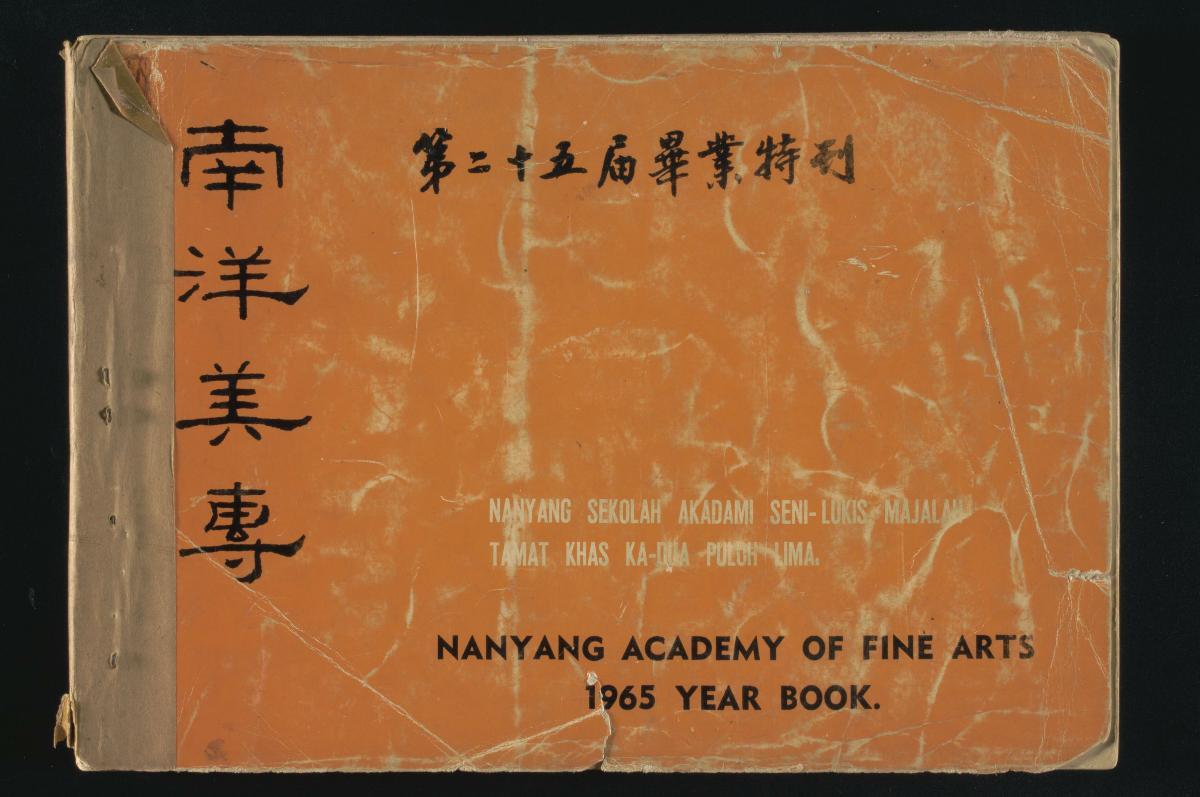 南洋美專
第二十五届畢業特刊
NANYANG SEKOLAH AKADAMI SENI-LUKIS MAJALAH
TAMAT KHAS KA-DUA PULOH LIMA.
NANYANG ACADEMY OF FINE ARTS
1965 YEAR BOOK.